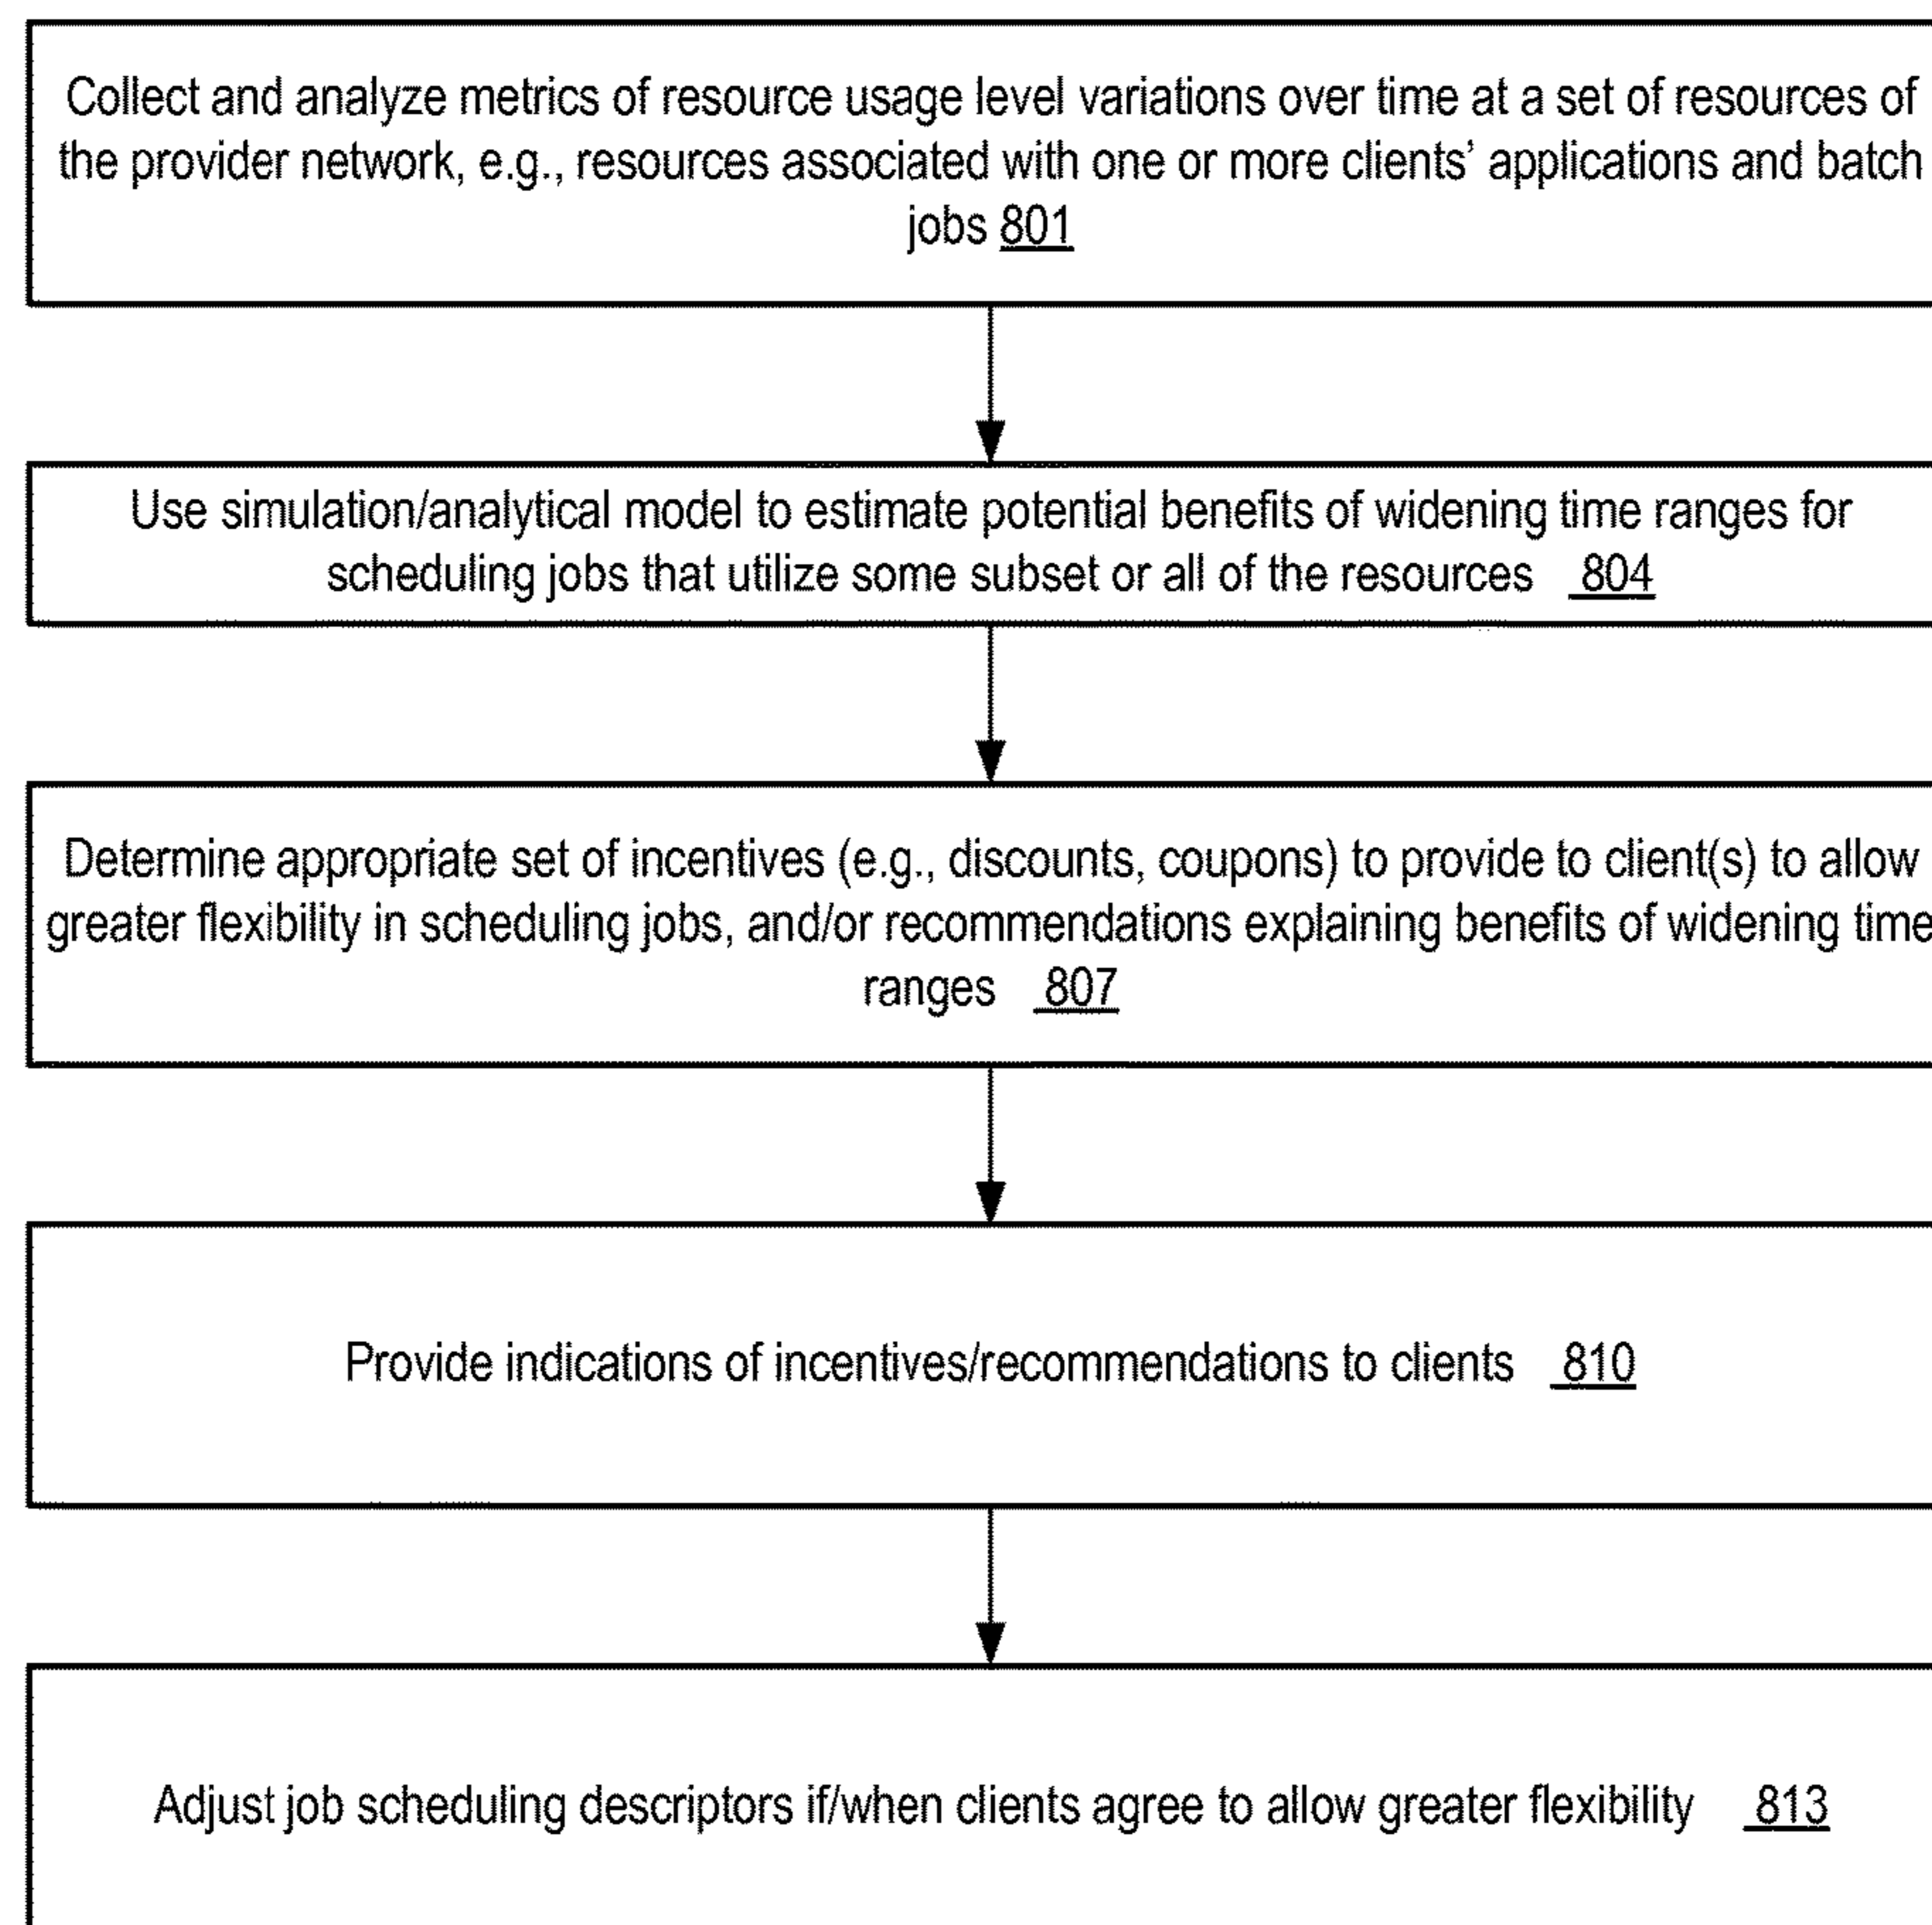 Collect and analyze metrics of resource usage level variations over time at a set of resources of
the provider network, e.g., resources associated with one or more clients’ applications and batch
jobs 801
Use simulation/analytical model to estimate potential benefits of widening time ranges for
scheduling jobs that utilize some subset or all of the resources 804
Determine appropriate set of incentives (e.g., discounts, coupons) to provide to client(s) to allow
greater flexibility in scheduling jobs, and/or recommendations explaining benefits of widening time
ranges 807
Provide indications of incentives/recommendations to clients 810
Adjust job scheduling descriptors if/when clients agree to allow greater flexibility 813